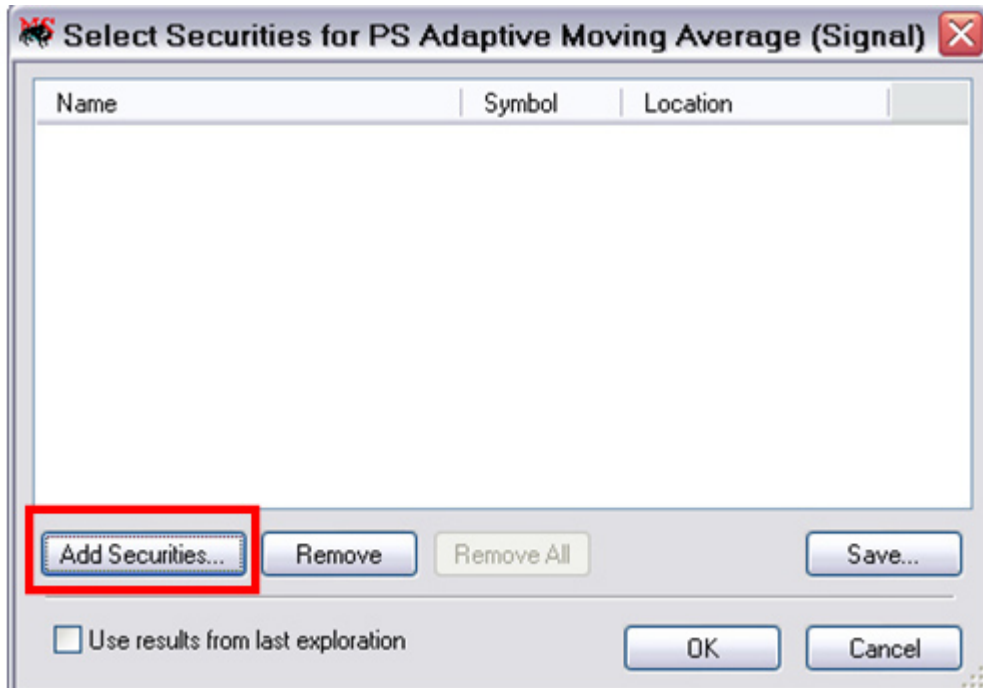 MS Select Securities for PS Adaptive Moving Average (Signal)
Name Symbol Location
Add Securities... Remove Remove All Save...
Use results from last exploration OK Cancel